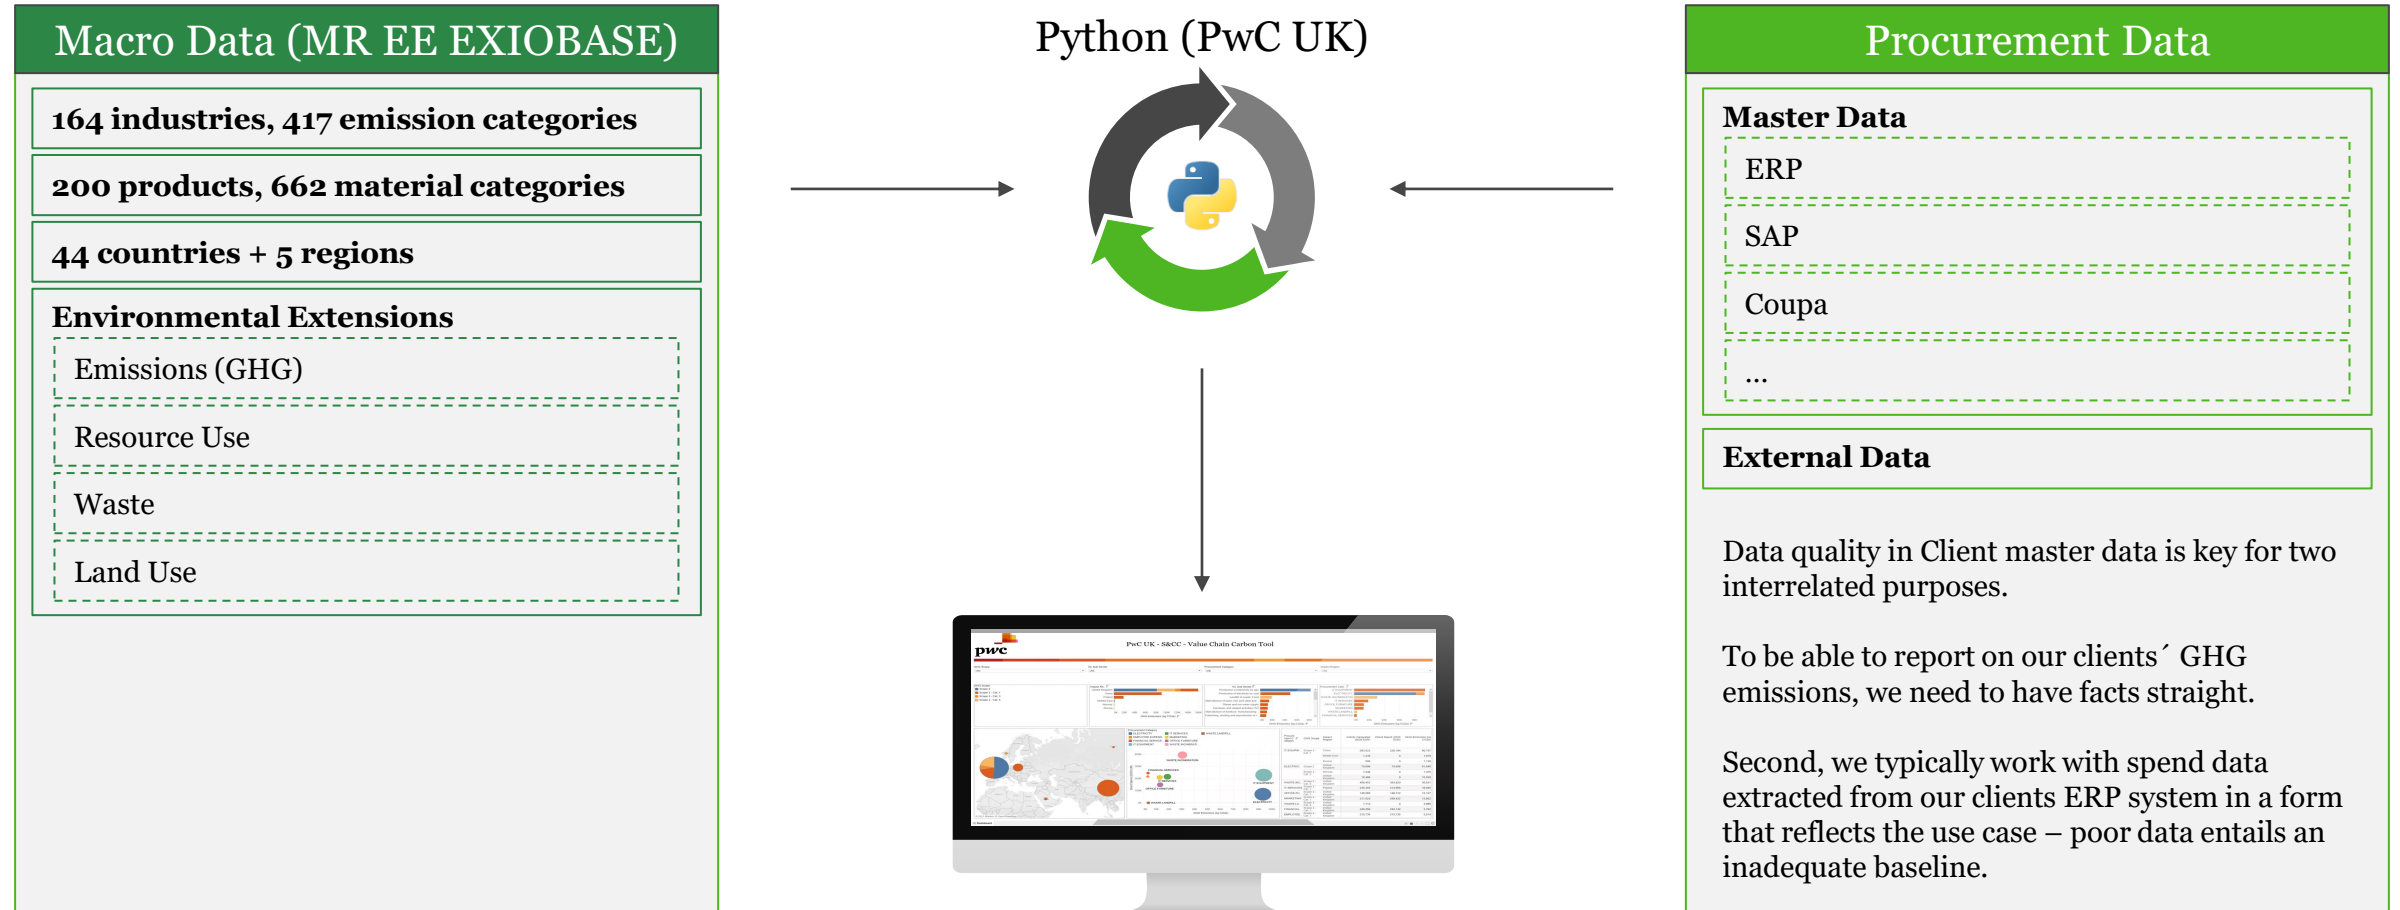 Macro Data (MR EE EXIOBASE)
164 industries, 417 emission categories
200 products, 662 material categories
44 countries + 5 regions
Environmental Extensions
Emissions (GHG)
Resource Use
Waste
Land Use
Python (PwC UK)
pwc
PwC UK - S&CC - Value Chain Carbon Tool
Procurement Data
Master Data
ERP
SAP
Coupa
...
External Data
Data quality in Client master data is key for two
interrelated purposes.
To be able to report on our clients´ GHG
emissions, we need to have facts straight.
Second, we typically work with spend data
extracted from our clients ERP system in a form
that reflects the use case – poor data entails an
inadequate baseline.